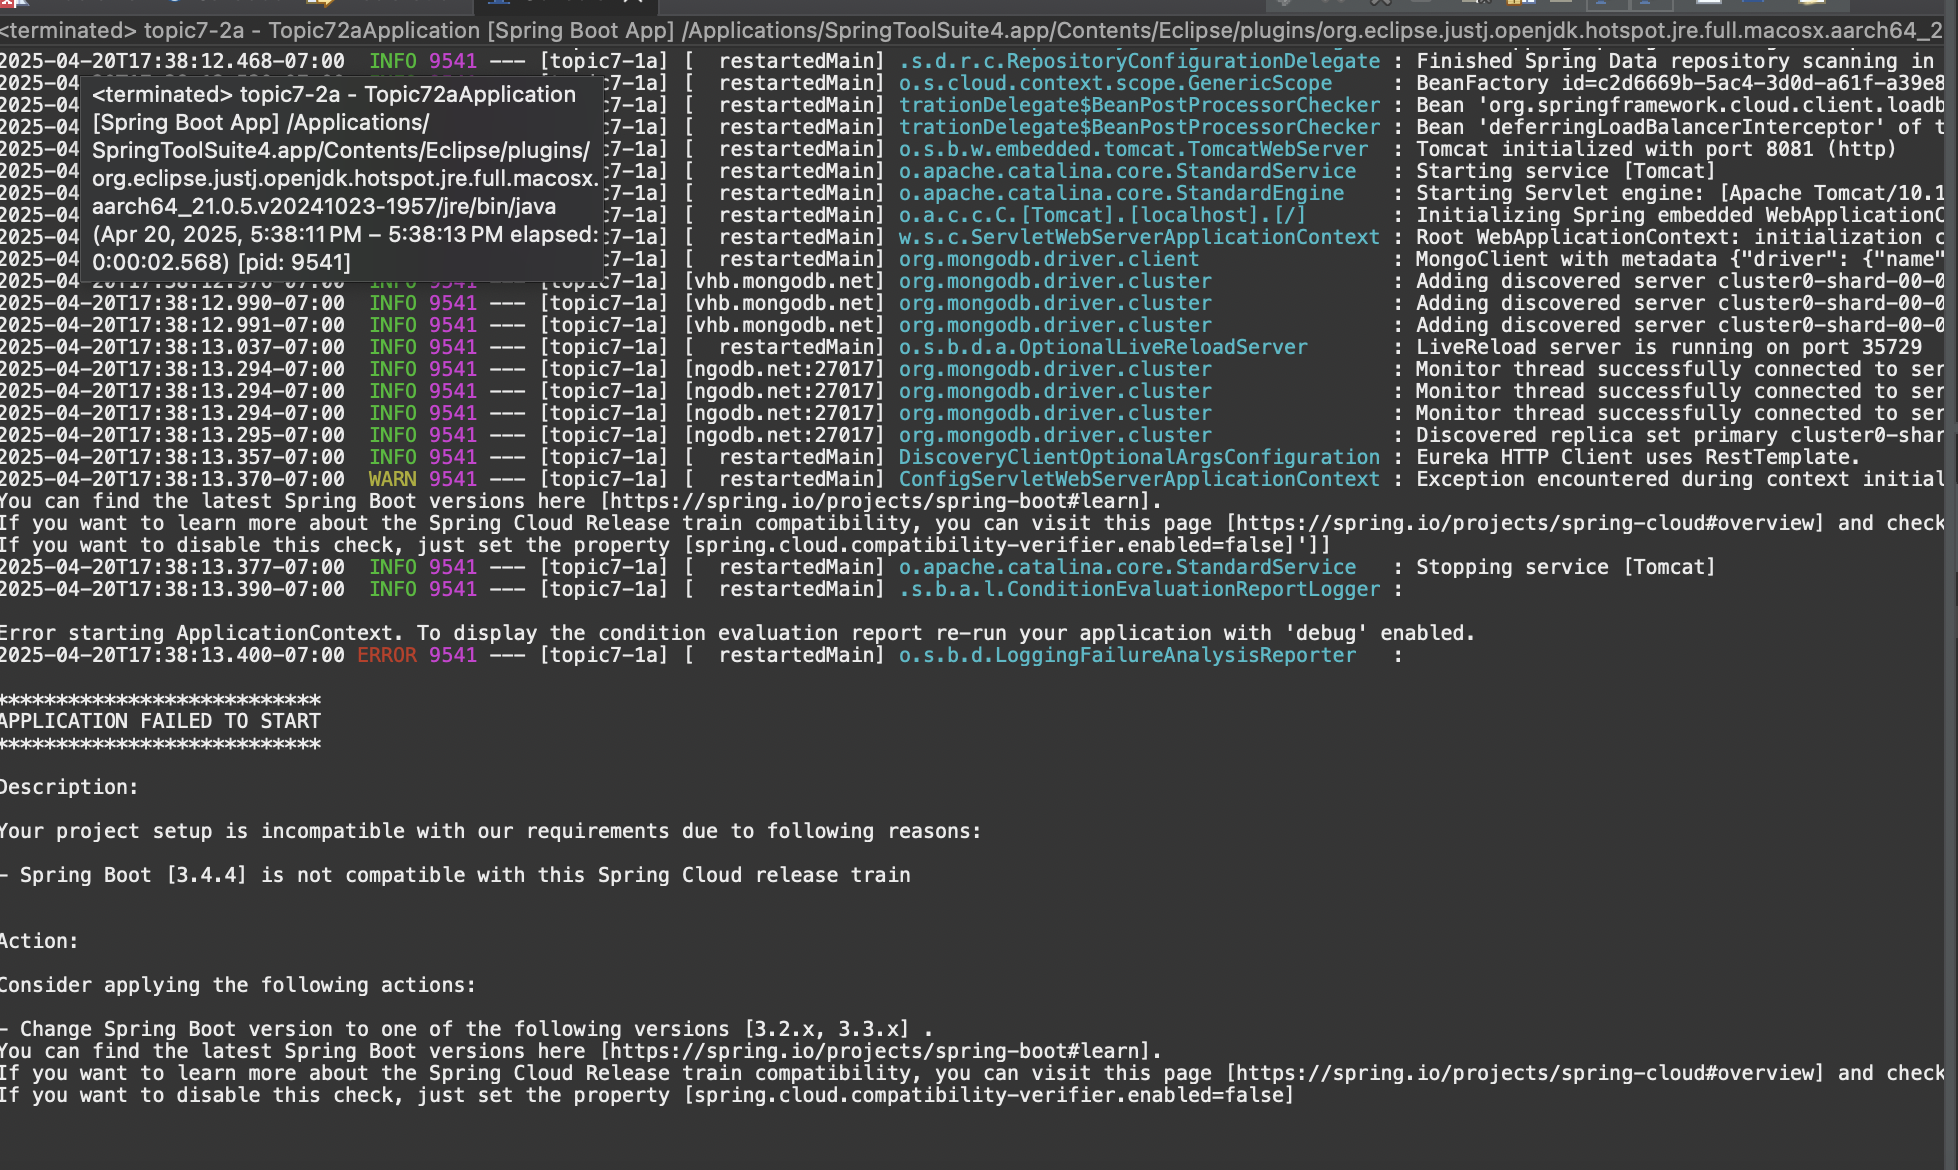 <terminated> topic7-2a - Topic72aApplication [Spring Boot App] /Applications/SpringToolSuite4.app/Contents/Eclipse/plugins/org.eclipse.justj.openjdk.hotspot.jre.full.macosx.aarch64_2
2025-04-20T17:38:12.468-07:00  INFO 9541 --- [topic7-1a] [  restartedMain] .s.d.r.c.RepositoryConfigurationDelegate : Finished Spring Data repository scanning in
2025-04 c7-1a] [  restartedMain] o.s.cloud.context.scope.GenericScope     : BeanFactory id=c2d6669b-5ac4-3d0d-a61f-a39e8
2025-04 c7-1a] [  restartedMain] trationDelegate$BeanPostProcessorChecker : Bean 'org.springframework.cloud.client.loadb
2025-04 c7-1a] [  restartedMain] trationDelegate$BeanPostProcessorChecker : Bean 'deferringLoadBalancerInterceptor' of t
2025-04 c7-1a] [  restartedMain] o.s.b.w.embedded.tomcat.TomcatWebServer  : Tomcat initialized with port 8081 (http)
2025-04 c7-1a] [  restartedMain] o.apache.catalina.core.StandardService   : Starting service [Tomcat]
2025-04 c7-1a] [  restartedMain] o.apache.catalina.core.StandardEngine    : Starting Servlet engine: [Apache Tomcat/10.1
2025-04 c7-1a] [  restartedMain] o.a.c.c.C.[Tomcat].[localhost].[/]       : Initializing Spring embedded WebApplicationC
2025-04 c7-1a] [  restartedMain] w.s.c.ServletWebServerApplicationContext : Root WebApplicationContext: initialization c
2025-04 c7-1a] [  restartedMain] org.mongodb.driver.client                : MongoClient with metadata {"driver": {"name"
<terminated> topic7-2a - Topic72aApplication
[Spring Boot App] /Applications/
SpringToolSuite4.app/Contents/Eclipse/plugins/
org.eclipse.justj.openjdk.hotspot.jre.full.macosx.
aarch64_21.0.5.v20241023-1957/jre/bin/java
(Apr 20, 2025, 5:38:11 PM – 5:38:13 PM elapsed:
0:00:02.568) [pid: 9541]
2025-04-20T17:38:12.976-07:00  INFO 9541 --- [topic7-1a] [vhb.mongodb.net] org.mongodb.driver.cluster               : Adding discovered server cluster0-shard-00-0
2025-04-20T17:38:12.990-07:00  INFO 9541 --- [topic7-1a] [vhb.mongodb.net] org.mongodb.driver.cluster               : Adding discovered server cluster0-shard-00-0
2025-04-20T17:38:12.991-07:00  INFO 9541 --- [topic7-1a] [vhb.mongodb.net] org.mongodb.driver.cluster               : Adding discovered server cluster0-shard-00-0
2025-04-20T17:38:13.037-07:00  INFO 9541 --- [topic7-1a] [  restartedMain] o.s.b.d.a.OptionalLiveReloadServer       : LiveReload server is running on port 35729
2025-04-20T17:38:13.294-07:00  INFO 9541 --- [topic7-1a] [ngodb.net:27017] org.mongodb.driver.cluster               : Monitor thread successfully connected to ser
2025-04-20T17:38:13.294-07:00  INFO 9541 --- [topic7-1a] [ngodb.net:27017] org.mongodb.driver.cluster               : Monitor thread successfully connected to ser
2025-04-20T17:38:13.294-07:00  INFO 9541 --- [topic7-1a] [ngodb.net:27017] org.mongodb.driver.cluster               : Monitor thread successfully connected to ser
2025-04-20T17:38:13.295-07:00  INFO 9541 --- [topic7-1a] [ngodb.net:27017] org.mongodb.driver.cluster               : Discovered replica set primary cluster0-shar
2025-04-20T17:38:13.357-07:00  INFO 9541 --- [topic7-1a] [  restartedMain] DiscoveryClientOptionalArgsConfiguration : Eureka HTTP Client uses RestTemplate.
2025-04-20T17:38:13.370-07:00  WARN 9541 --- [topic7-1a] [  restartedMain] ConfigServletWebServerApplicationContext : Exception encountered during context initial
You can find the latest Spring Boot versions here [https://spring.io/projects/spring-boot#learn].
If you want to learn more about the Spring Cloud Release train compatibility, you can visit this page [https://spring.io/projects/spring-cloud#overview] and check
If you want to disable this check, just set the property [spring.cloud.compatibility-verifier.enabled=false]']]
2025-04-20T17:38:13.377-07:00  INFO 9541 --- [topic7-1a] [  restartedMain] o.apache.catalina.core.StandardService   : Stopping service [Tomcat]
2025-04-20T17:38:13.390-07:00  INFO 9541 --- [topic7-1a] [  restartedMain] .s.b.a.l.ConditionEvaluationReportLogger :
Error starting ApplicationContext. To display the condition evaluation report re-run your application with 'debug' enabled.
2025-04-20T17:38:13.400-07:00 ERROR 9541 --- [topic7-1a] [  restartedMain] o.s.b.d.LoggingFailureAnalysisReporter   :
***************************
APPLICATION FAILED TO START
***************************
Description:
Your project setup is incompatible with our requirements due to following reasons:
- Spring Boot [3.4.4] is not compatible with this Spring Cloud release train
Action:
Consider applying the following actions:
- Change Spring Boot version to one of the following versions [3.2.x, 3.3.x] .
You can find the latest Spring Boot versions here [https://spring.io/projects/spring-boot#learn].
If you want to learn more about the Spring Cloud Release train compatibility, you can visit this page [https://spring.io/projects/spring-cloud#overview] and check
If you want to disable this check, just set the property [spring.cloud.compatibility-verifier.enabled=false]